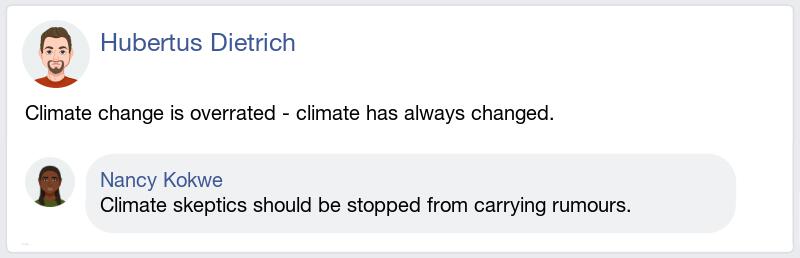 Hubertus Dietrich
Climate change is overrated - climate has always changed.
Nancy Kokwe
Climate skeptics should be stopped from carrying rumours.